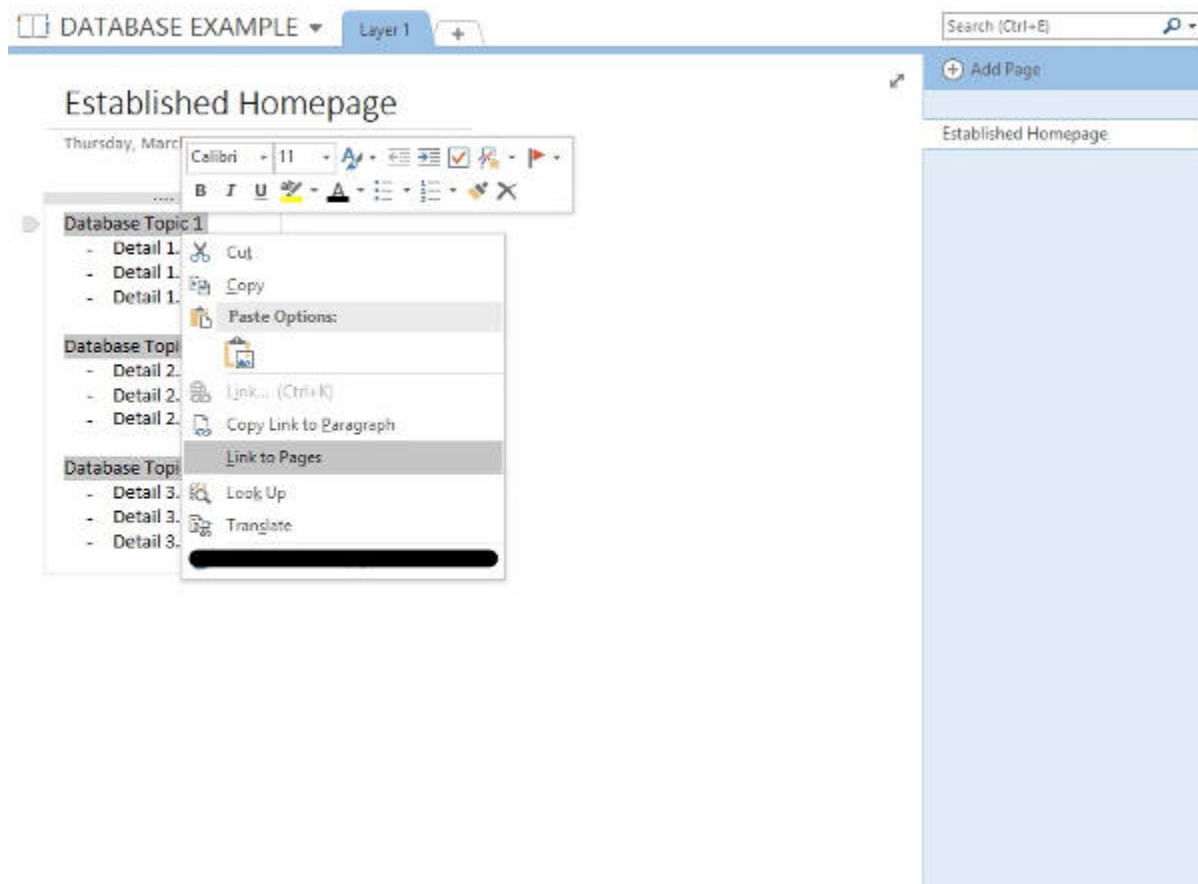 DATABASE EXAMPLE Layer 1 +
Search (Ctrl+E)
Add Page
Established Homepage
Established Homepage
Thursday, March
Calibri 11
B I U A
Database Topic 1
- Detail 1.
- Detail 1.
- Detail 1.
Database Topi
- Detail 2.
- Detail 2.
- Detail 2.
Database Topi
- Detail 3.
- Detail 3.
- Detail 3.
Cut
Copy
Paste Options:
Link... (Ctrl+K)
Copy Link to Paragraph
Link to Pages
Look Up
Translate